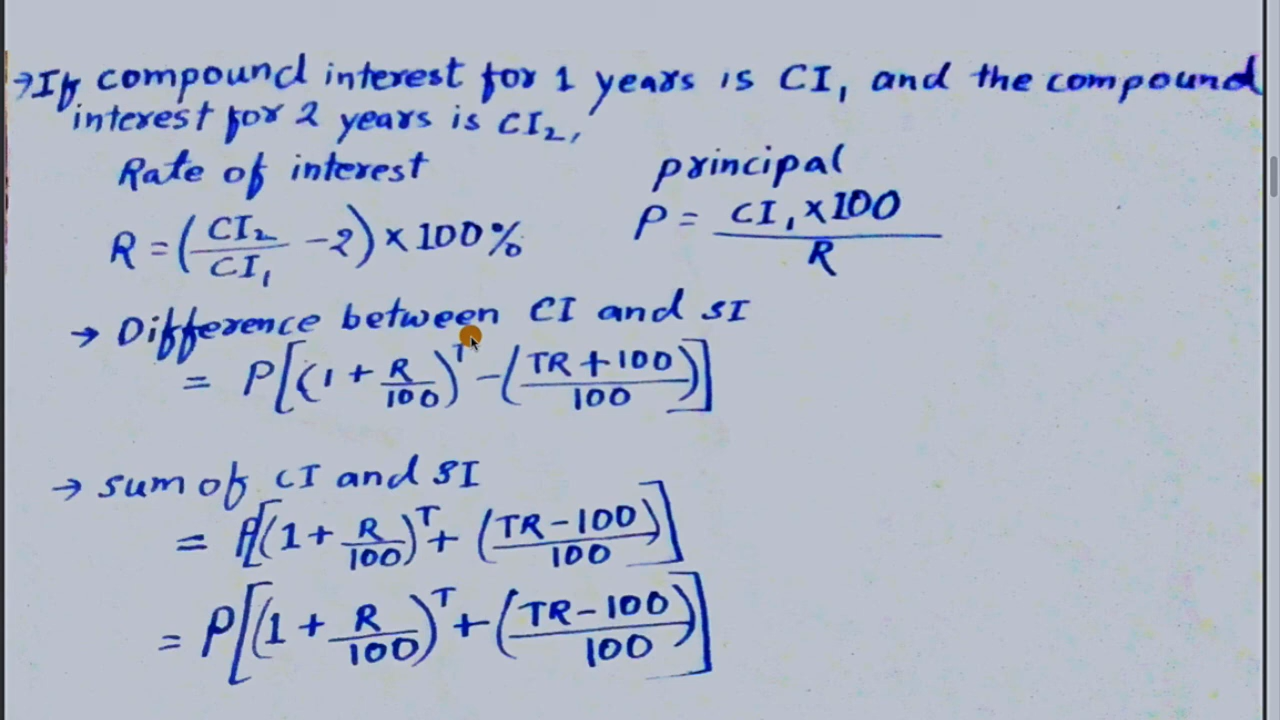 →If compound interest for 1 years is CI₁ and the compound
interest for 2 years is CI₂,
Rate of interest
principal
R = (CI₂/CI₁ - 2) × 100%
P = CI₁ × 100/R
→ Difference between CI and SI
= P[(1 + R/100)ᵀ - (TR + 100/100)]
→ sum of CI and SI
= P[(1 + R/100)ᵀ + (TR - 100/100)]
= P[(1 + R/100)ᵀ + (TR - 100/100)]